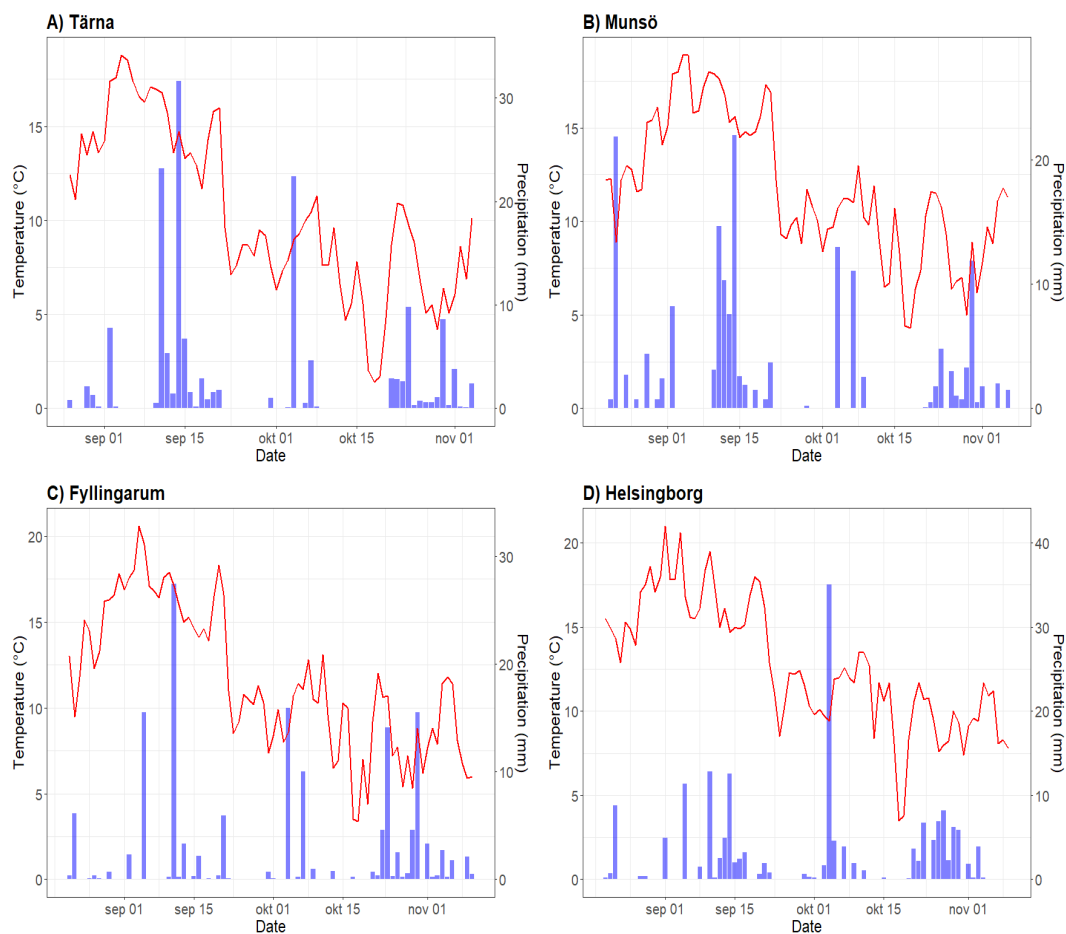 A) Tärna
15
10
5
0
30
20
10
0
Temperature (°C)
Precipitation (mm)
sep 01
sep 15
okt 01
okt 15
nov 01
Date
B) Munsö
15
10
5
0
20
10
0
Temperature (°C)
Precipitation (mm)
sep 01
sep 15
okt 01
okt 15
nov 01
Date
C) Fyllingarum
20
15
10
5
0
30
20
10
0
Temperature (°C)
Precipitation (mm)
sep 01
sep 15
okt 01
okt 15
nov 01
Date
D) Helsingborg
20
15
10
5
0
40
30
20
10
0
Temperature (°C)
Precipitation (mm)
sep 01
sep 15
okt 01
okt 15
nov 01
Date